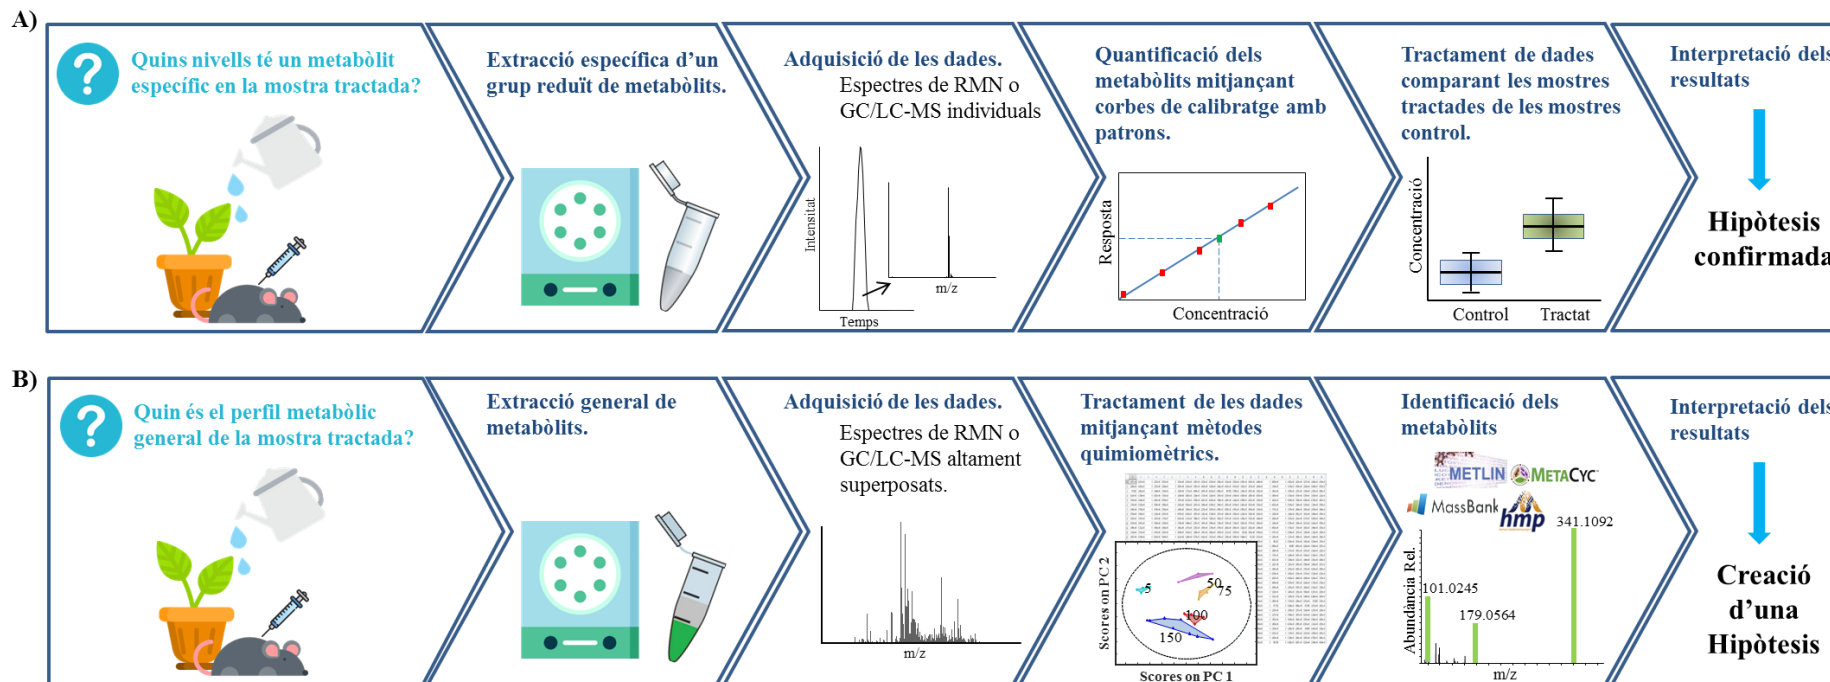 A)
Quins nivells té un metabòlit
específic en la mostra tractada?
Extracció específica d’un
grup reduït de metabòlits.
Adquisició de les dades.
Espectres de RMN o
GC/LC-MS individuals
Intensitat
m/z
Temps
Quantificació dels
metabòlits mitjançant
corbes de calibratge amb
patrons.
Resposta
Concentració
Tractament de dades
comparant les mostres
tractades de les mostres
control.
Concentració
Control
Tractat
Interpretació dels
resultats
Hipòtesis
confirmada
B)
Quin és el perfil metabòlic
general de la mostra tractada?
Extracció general de
metabòlits.
Adquisició de les dades.
Espectres de RMN o
GC/LC-MS altament
superposats.
m/z
Tractament de les dades
mitjançant mètodes
quimiomètrics.
Scores on PC 2
5
50
75
100
150
Scores on PC 1
Identificació dels
metabòlits
METLIN
METACYC
MassBank
hmp
341.1092
101.0245
179.0564
Abundància Rel.
m/z
Interpretació dels
resultats
Creació
d’una
Hipòtesis